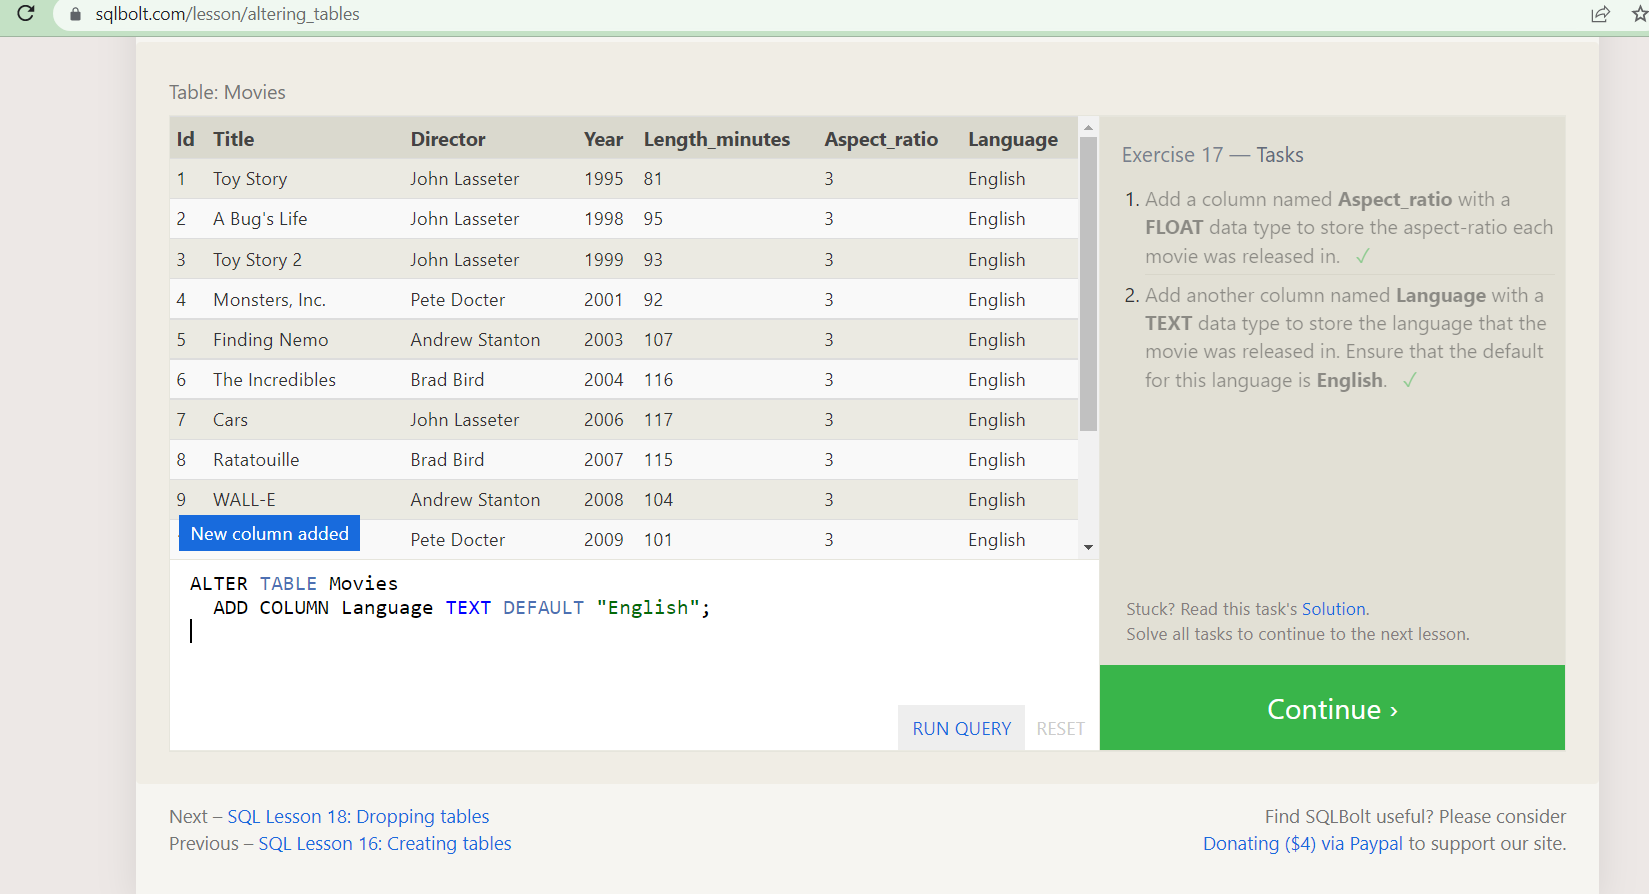 sqlbolt.com/lesson/altering_tables
Table: Movies
Id Title Director Year Length_minutes Aspect_ratio Language
1 Toy Story John Lasseter 1995 81 3 English
2 A Bug's Life John Lasseter 1998 95 3 English
3 Toy Story 2 John Lasseter 1999 93 3 English
4 Monsters, Inc. Pete Docter 2001 92 3 English
5 Finding Nemo Andrew Stanton 2003 107 3 English
6 The Incredibles Brad Bird 2004 116 3 English
7 Cars John Lasseter 2006 117 3 English
8 Ratatouille Brad Bird 2007 115 3 English
9 WALL-E Andrew Stanton 2008 104 3 English
New column added Pete Docter 2009 101 3 English
ALTER TABLE Movies
ADD COLUMN Language TEXT DEFAULT "English";
RUN QUERY RESET
Exercise 17 — Tasks
1. Add a column named Aspect_ratio with a
FLOAT data type to store the aspect-ratio each
movie was released in. ✓
2. Add another column named Language with a
TEXT data type to store the language that the
movie was released in. Ensure that the default
for this language is English. ✓
Stuck? Read this task's Solution.
Solve all tasks to continue to the next lesson.
Continue ›
Next – SQL Lesson 18: Dropping tables
Previous – SQL Lesson 16: Creating tables
Find SQLBolt useful? Please consider
Donating ($4) via Paypal to support our site.